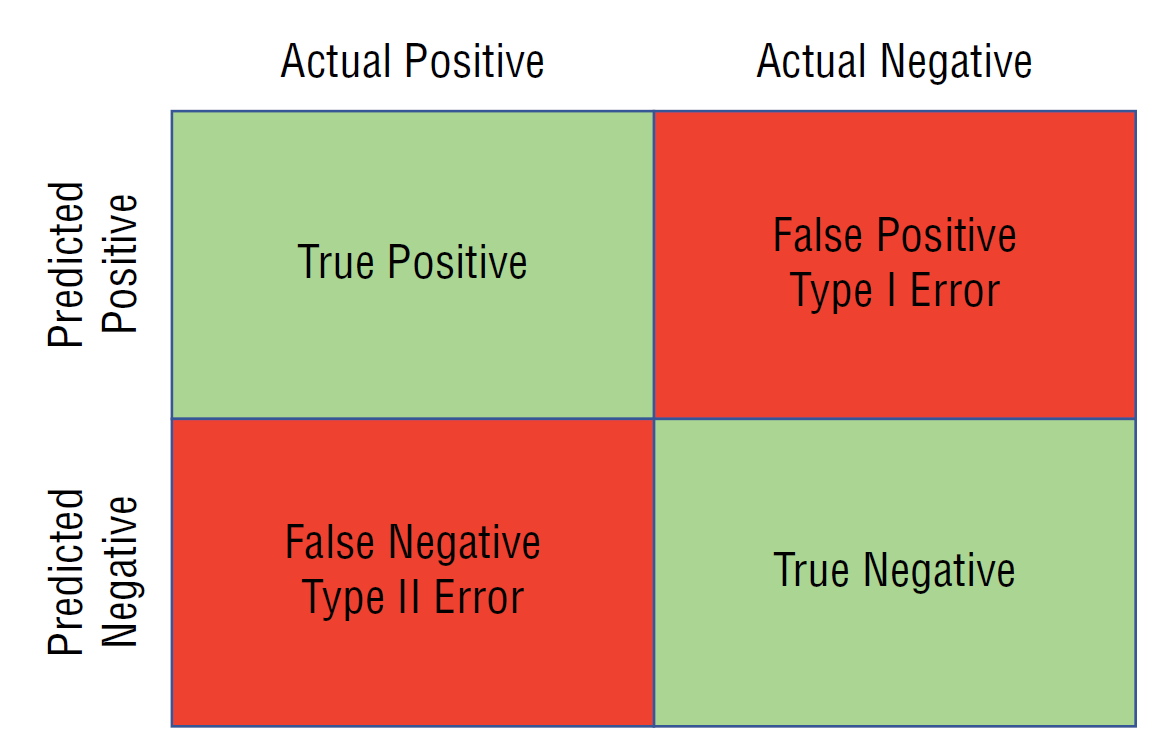 Actual Positive
Actual Negative
Predicted
Positive
True Positive
False Positive
Type I Error
Predicted
Negative
False Negative
Type II Error
True Negative